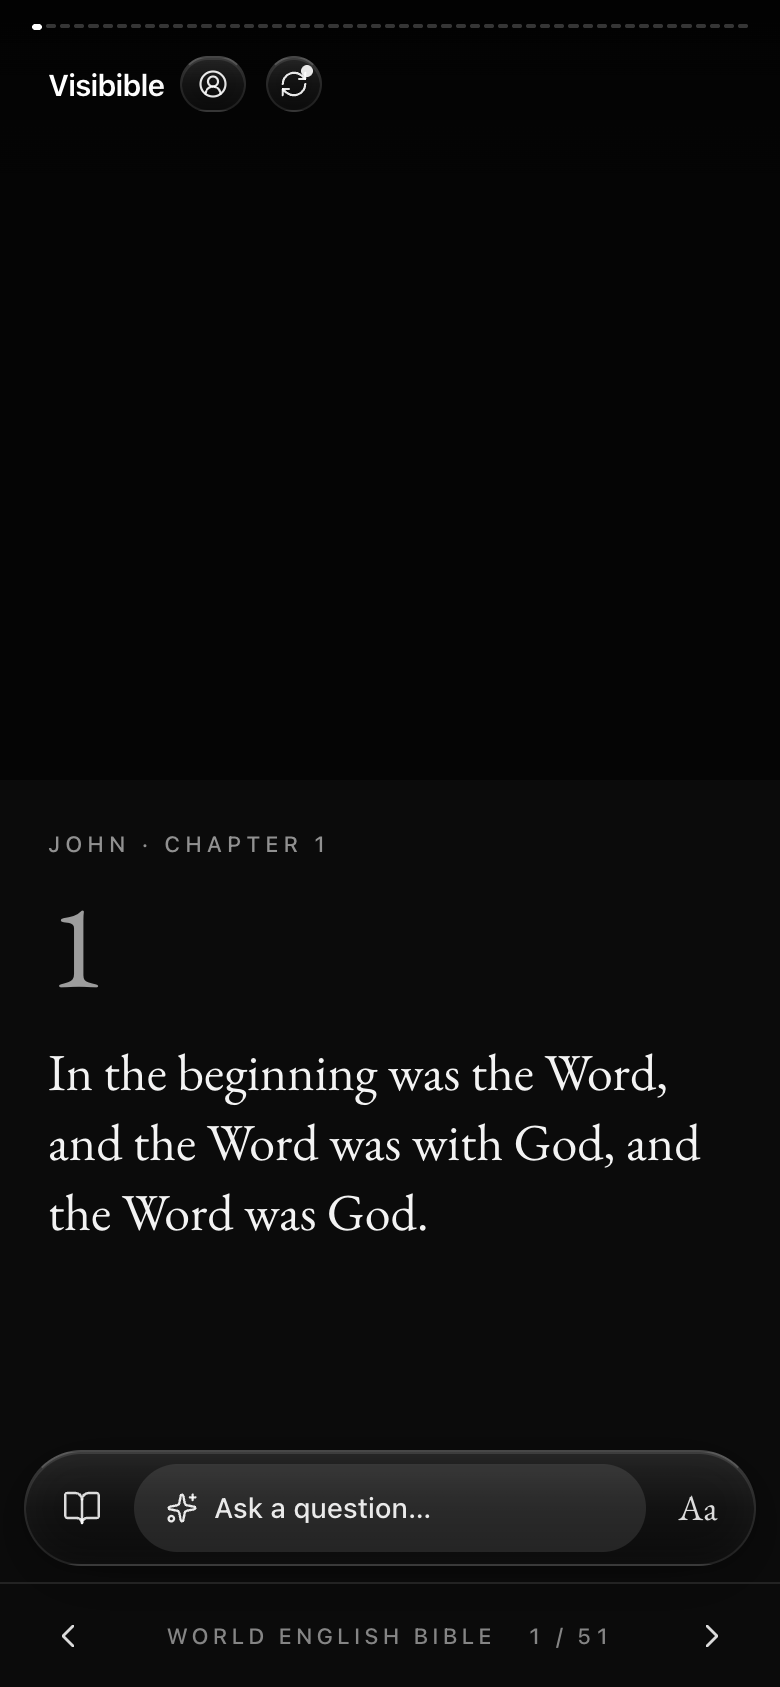 Visibible
JOHN · CHAPTER 1
1
In the beginning was the Word,
and the Word was with God, and
the Word was God.
Ask a question...
Aa
WORLD ENGLISH BIBLE 1 / 51